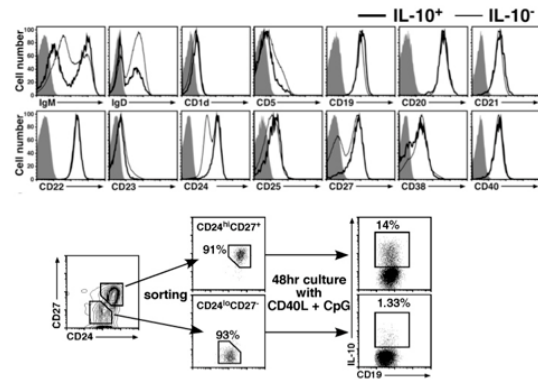 IL-10+ IL-10-
Cell number
100
80
60
40
20
0
IgM IgD CD1d CD5 CD19 CD20 CD21
Cell number
100
80
60
40
20
0
CD22 CD23 CD24 CD25 CD27 CD38 CD40
CD24hiCD27+
91%
14%
CD27
CD24
sorting
48hr culture
with
CD40L + CpG
CD24loCD27-
93%
1.33%
IL-10
CD19